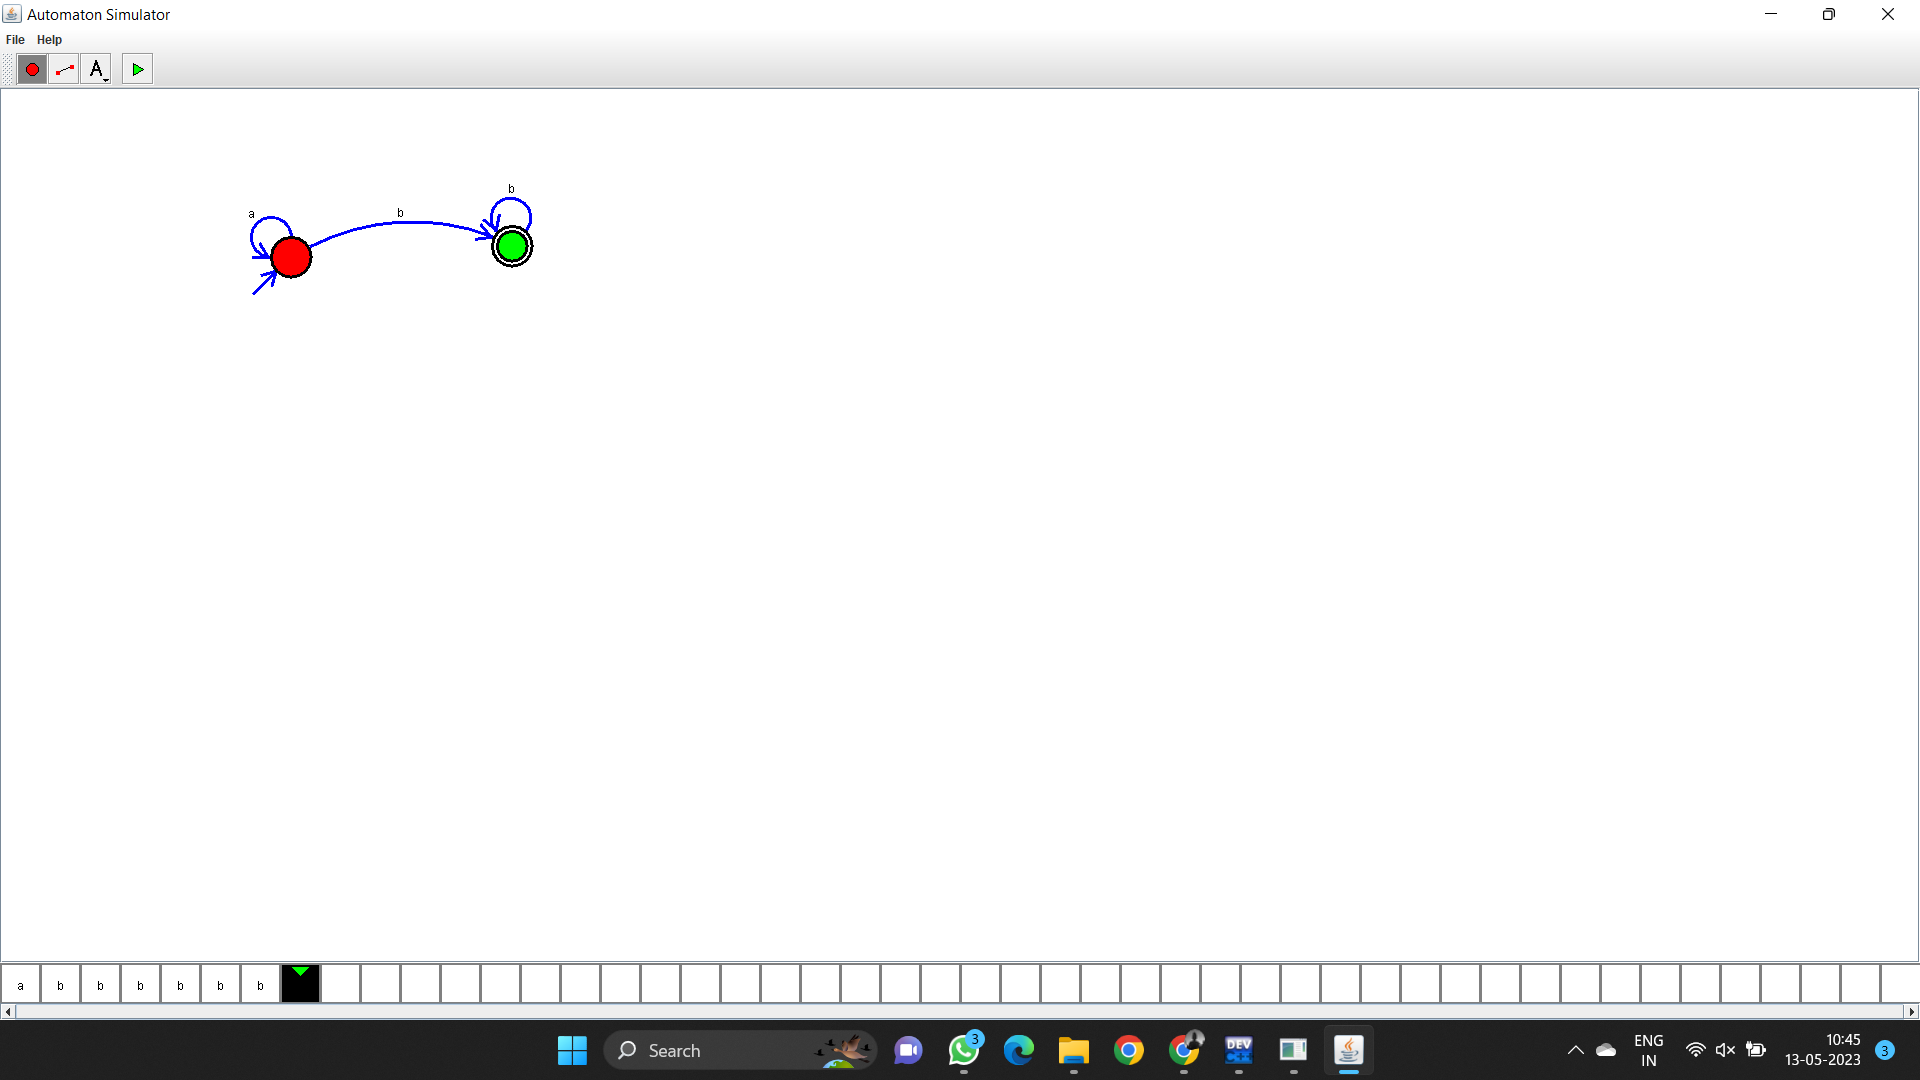 Automaton Simulator
File Help
A
b
a
b
a b b b b b b
Search
3
DEV
C++
ENG
IN
10:45
13-05-2023
3